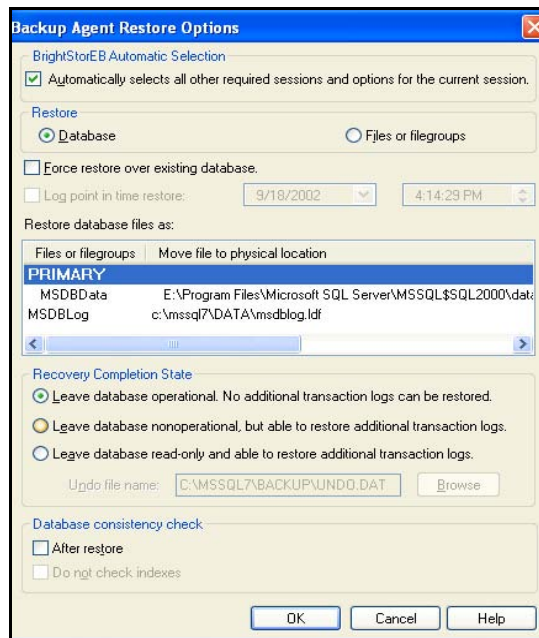 Backup Agent Restore Options
BrightStorEB Automatic Selection
Automatically selects all other required sessions and options for the current session.
Restore
Database
Files or filegroups
Force restore over existing database.
Log point in time restore:
9/18/2002
4:14:29 PM
Restore database files as:
Files or filegroups
Move file to physical location
PRIMARY
MSDBData
E:\Program Files\Microsoft SQL Server\MSSQL$SQL2000\data
MSDBLog
c:\mssql7\DATA\msdblog.ldf
Recovery Completion State
Leave database operational. No additional transaction logs can be restored.
Leave database nonoperational, but able to restore additional transaction logs.
Leave database read-only and able to restore additional transaction logs.
Undo file name:
C:\MSSQL7\BACKUP\UNDO.DAT
Browse
Database consistency check
After restore
Do not check indexes
OK
Cancel
Help